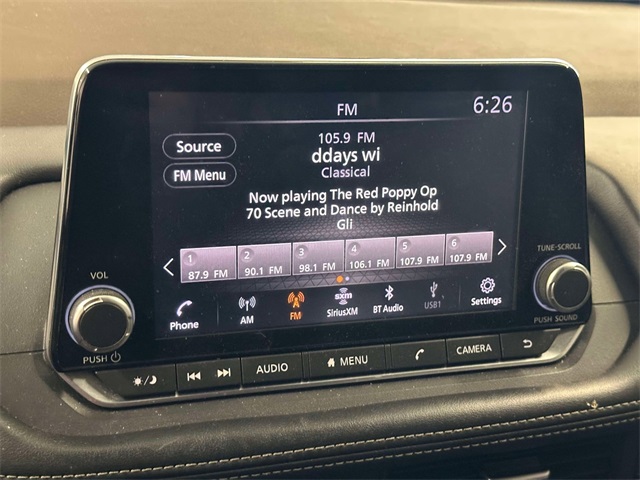 FM
6:26
Source
105.9 FM
ddays wi
Classical
FM Menu
Now playing The Red Poppy Op
70 Scene and Dance by Reinhold
Gli
1
87.9 FM
2
90.1 FM
3
98.1 FM
4
106.1 FM
5
107.9 FM
6
107.9 FM
VOL
PUSH
TUNE·SCROLL
PUSH SOUND
Phone
AM
FM
sxm
SiriusXM
BT Audio
USB1
Settings
AUDIO
MENU
CAMERA